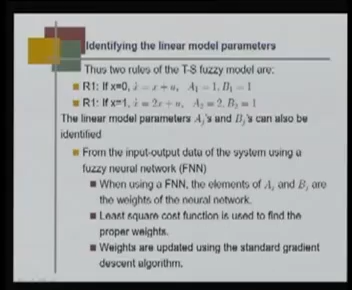 Identifying the linear model parameters
Thus two rules of the T-S fuzzy model are:
R1: If x=0, ẋ = x + u, A₁ = 1, B₁ = 1
R1: If x=1, ẋ = 2x + u, A₂ = 2, B₂ = 1
The linear model parameters Aⱼ's and Bⱼ's can also be
identified
From the input-output data of the system using a
fuzzy neural network (FNN)
When using a FNN, the elements of Aⱼ and Bⱼ are
the weights of the neural network.
Least square cost function is used to find the
proper weights.
Weights are updated using the standard gradient
descent algorithm.